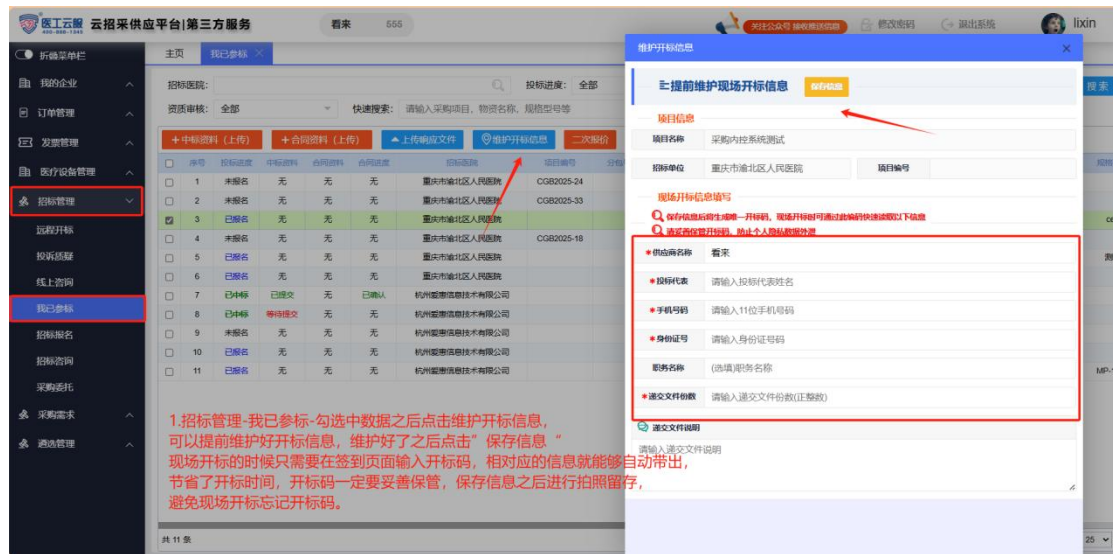 医工云服 云招采供应平台|第三方服务 看来 555 关注公众号 接收推送信息 修改密码 退出系统 lixin
400-888-1345
折叠菜单栏 主页 我已参标 ×
我的企业
订单管理
发票管理
医疗设备管理
招标管理
远程开标
投诉质疑
线上咨询
我已参标
招标报名
招标咨询
采购委托
采购需求
遴选管理
招标医院: 投标进度: 全部 搜索
资质审核: 全部 快速搜索: 请输入采购项目, 物资名称, 规格型号等
+中标资料(上传) +合同资料(上传) 上传响应文件 维护开标信息 二次报价
序号 投标进度 中标资料 合同资料 合同进度 招标医院 项目编号
1 未报名 无 无 无 重庆市渝北区人民医院 CGB2025-24
2 未报名 无 无 无 重庆市渝北区人民医院 CGB2025-33
3 已报名 无 无 无 重庆市渝北区人民医院
4 未报名 无 无 无 重庆市渝北区人民医院 CGB2025-18
5 已报名 无 无 无 重庆市渝北区人民医院
6 已报名 无 无 无 重庆市渝北区人民医院
7 已中标 已提交 无 已确认 杭州爱惠信息技术有限公司
8 已中标 等待提交 无 无 杭州爱惠信息技术有限公司
9 未报名 无 无 无 杭州爱惠信息技术有限公司
10 已报名 无 无 无 杭州爱惠信息技术有限公司
11 已报名 无 无 无 杭州爱惠信息技术有限公司 MP-
1.招标管理-我已参标-勾选中数据之后点击维护开标信息,
可以提前维护好开标信息, 维护好了之后点击"保存信息"
现场开标的时候只需要在签到页面输入开标码, 相对应的信息就能够自动带出,
节省了开标时间, 开标码一定要妥善保管, 保存信息之后进行拍照留存,
避免现场开标忘记开标码。
共 11 条 25
维护开标信息 ×
提前维护现场开标信息 保存信息
项目信息
项目名称 采购内控系统测试
招标单位 重庆市渝北区人民医院 项目编号
现场开标信息填写
保存信息后将生成唯一开标码, 现场开标时可通过此编码快速读取以下信息
请妥善保管开标码, 防止个人隐私数据外泄
*供应商名称 看来
*投标代表 请输入投标代表姓名
*手机号码 请输入11位手机号码
*身份证号 请输入身份证号码
职务名称 (选填)职务名称
*递交文件份数 请输入递交文件份数(正整数)
递交文件说明
请输入递交文件说明